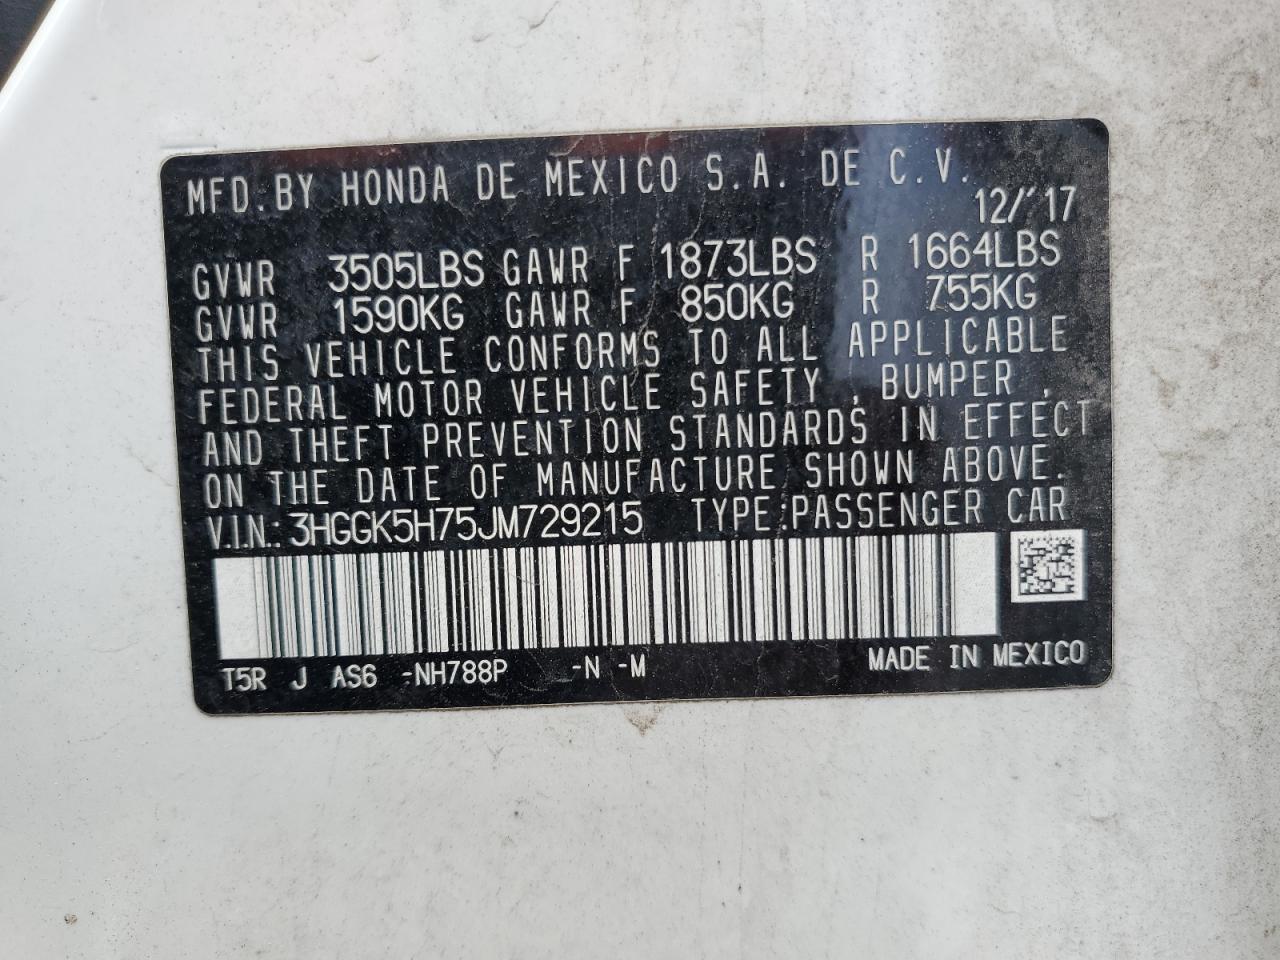 MFD. BY HONDA DE MEXICO S.A. DE C.V.
12/'17
GVWR 3505LBS GAWR F 1873LBS R 1664LBS
GVWR 1590KG GAWR F 850KG R 755KG
THIS VEHICLE CONFORMS TO ALL APPLICABLE
FEDERAL MOTOR VEHICLE SAFETY, BUMPER,
AND THEFT PREVENTION STANDARDS IN EFFECT
ON THE DATE OF MANUFACTURE SHOWN ABOVE.
V.I.N.: 3HGGK5H75JM729215 TYPE:PASSENGER CAR
T5R J AS6 -NH788P -N -M MADE IN MEXICO